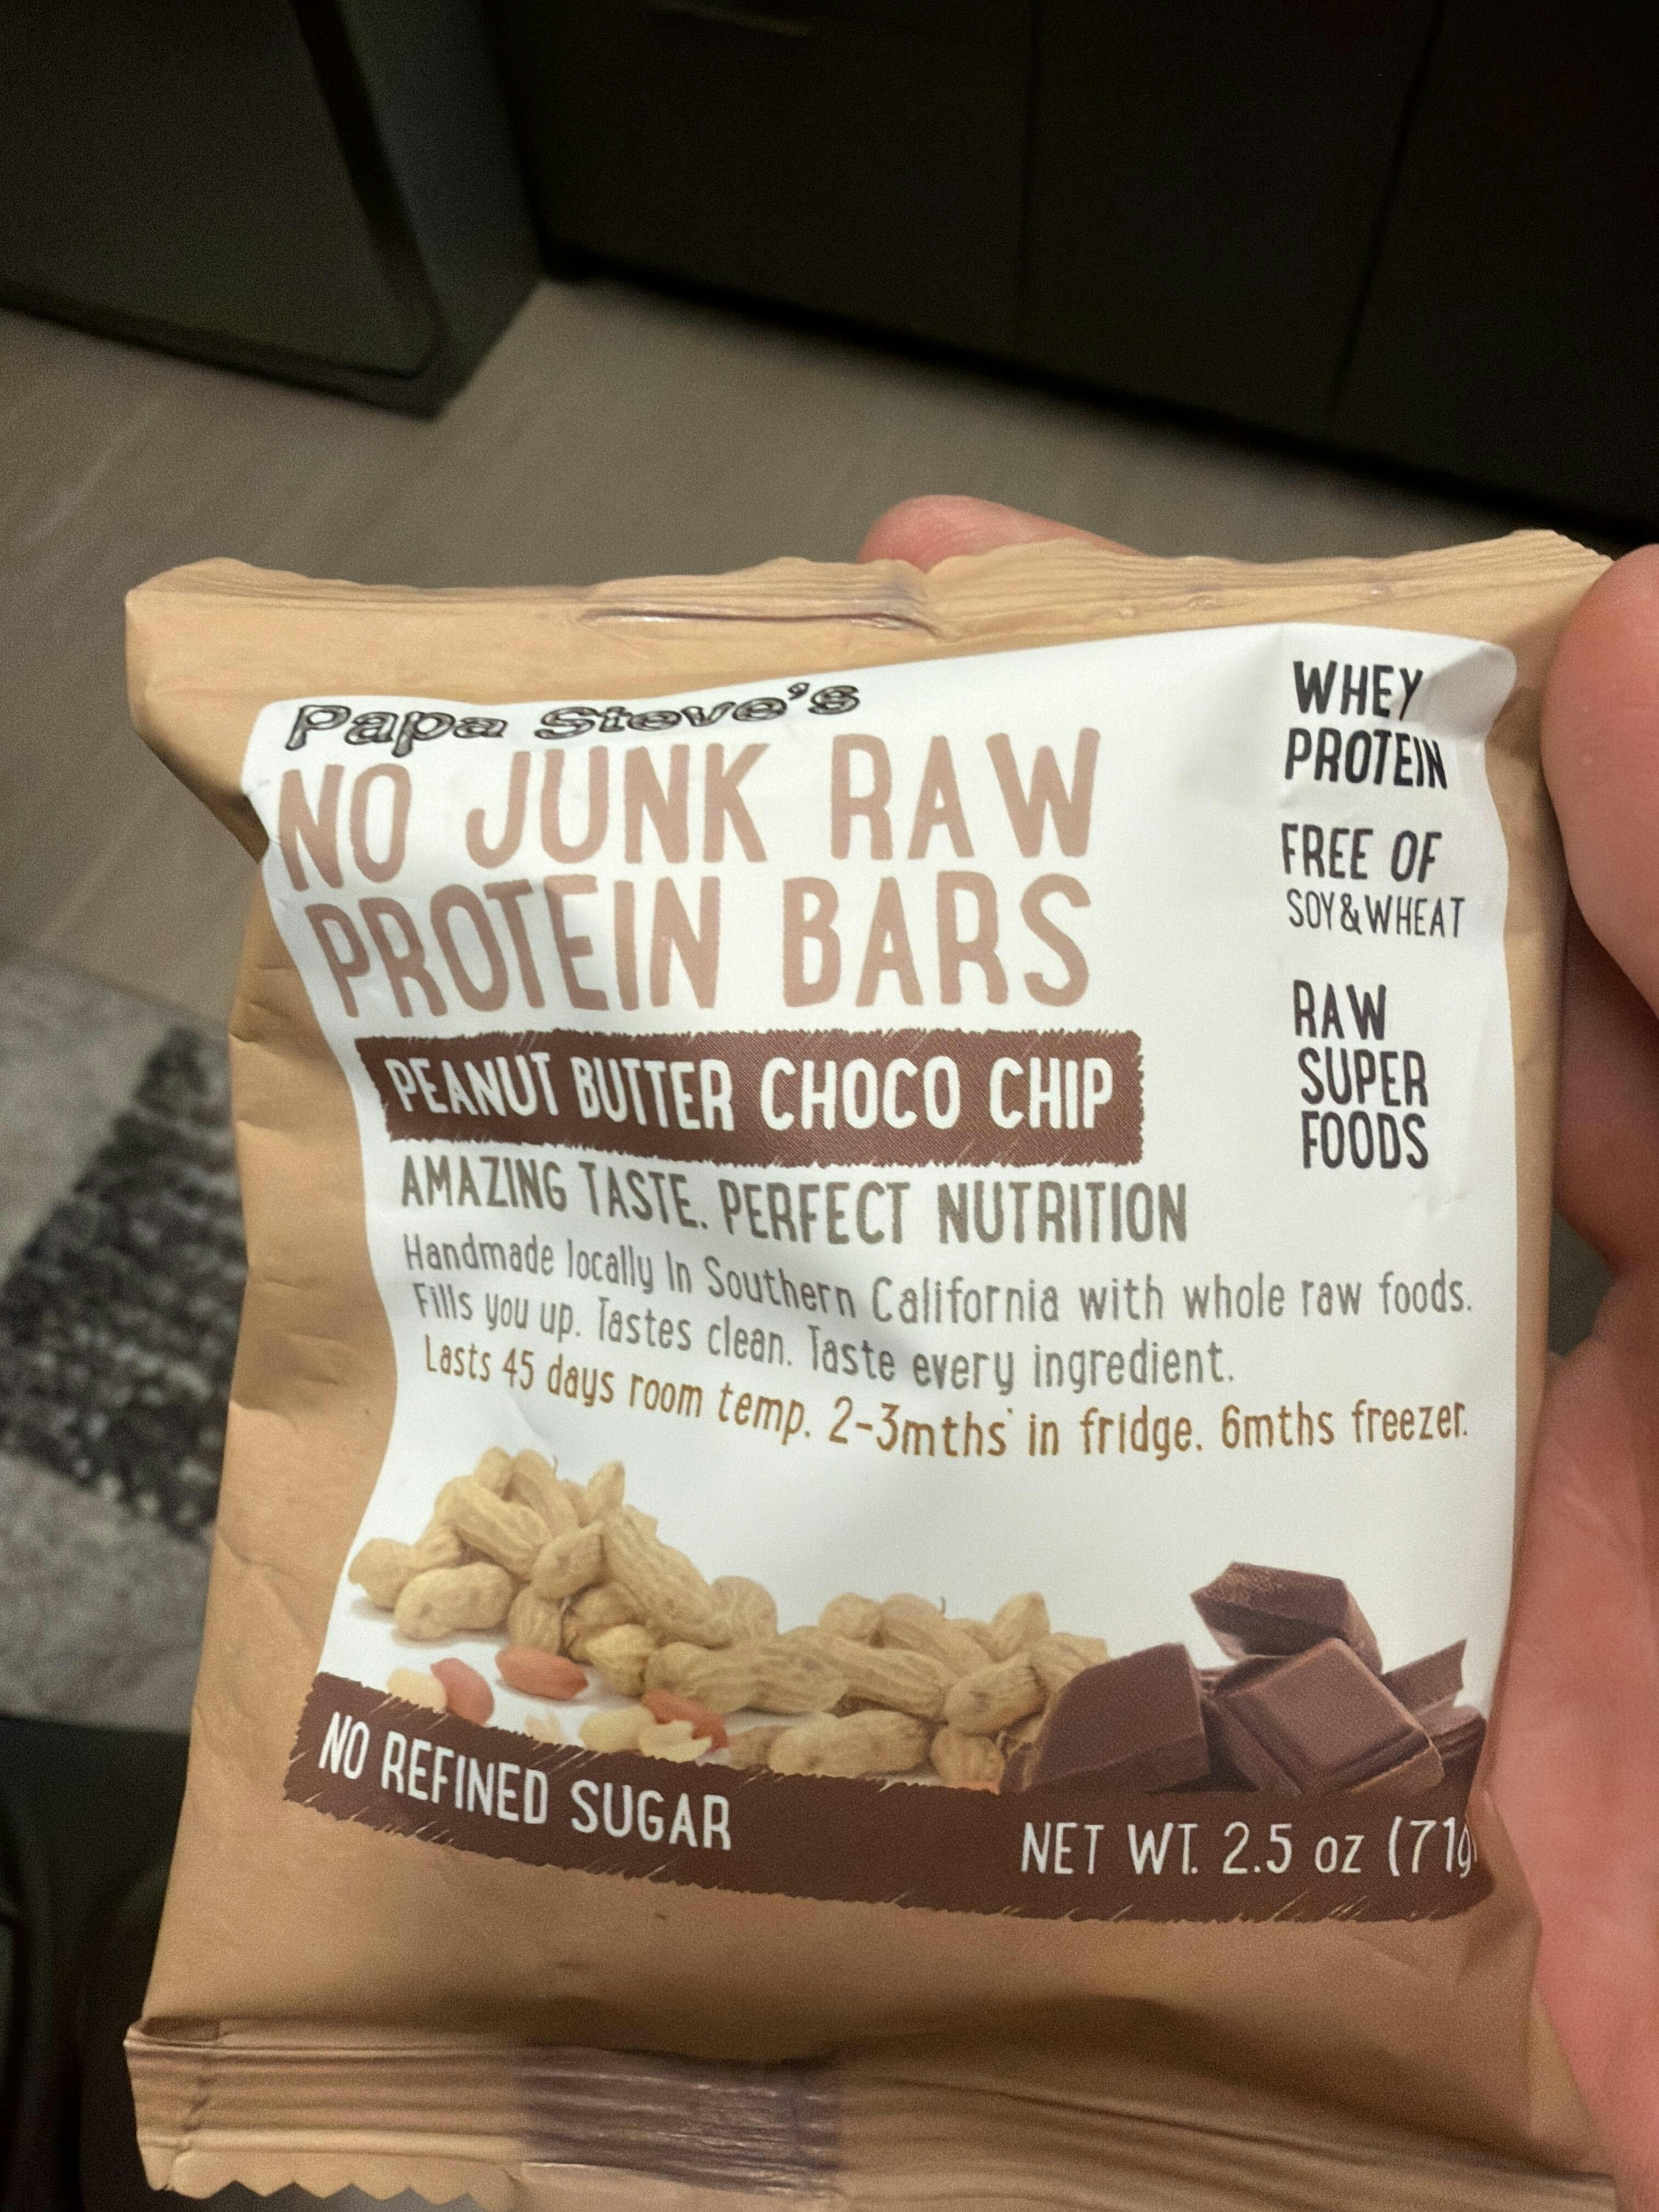 Papa Steve's
NO JUNK RAW
PROTEIN BARS
PEANUT BUTTER CHOCO CHIP
AMAZING TASTE. PERFECT NUTRITION
Handmade locally In Southern California with whole raw foods.
Fills you up. Tastes clean. Taste every ingredient.
Lasts 45 days room temp. 2-3mths' in fridge. 6mths freezer.
WHEY
PROTEIN
FREE OF
SOY&WHEAT
RAW
SUPER
FOODS
NO REFINED SUGAR
NET WT. 2.5 oz (71g